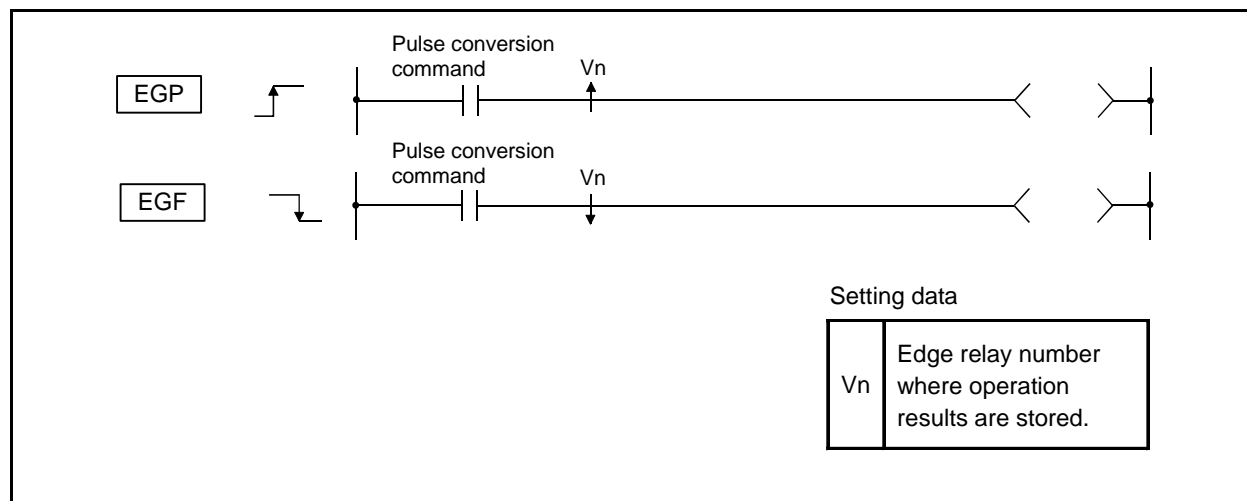 Pulse conversion
command
Vn
EGP
Pulse conversion
command
Vn
EGF
Setting data
Vn
Edge relay number
where operation
results are stored.